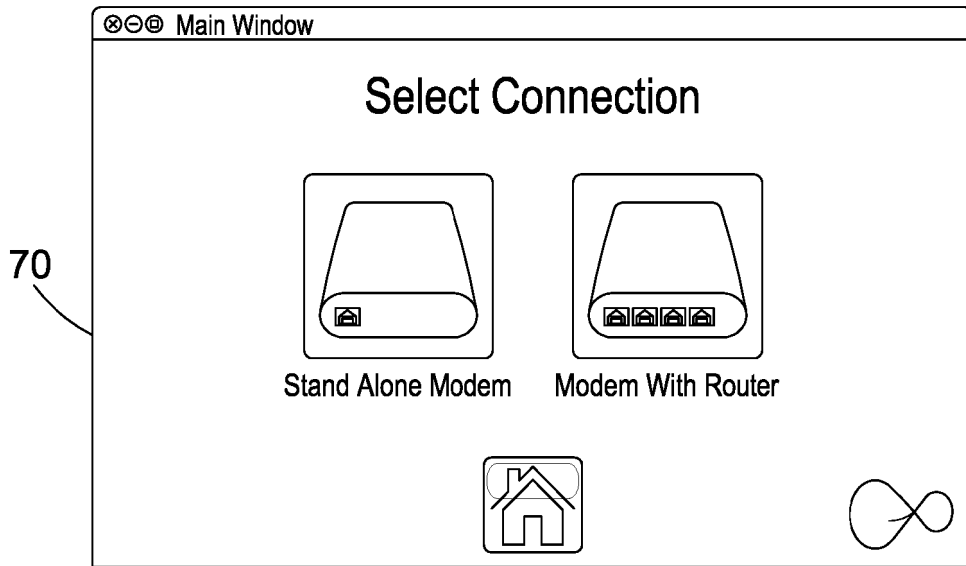 Main Window
Select Connection
70
Stand Alone Modem
Modem With Router